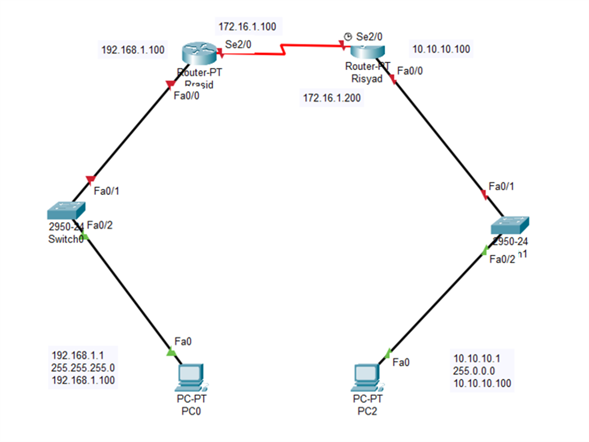 172.16.1.100
192.168.1.100
Se2/0
Router-PT
Prasid
Fa0/0
Se2/0
10.10.10.100
Router-PT
Risyad
Fa0/0
172.16.1.200
Fa0/1
2950-24
Switch0
Fa0/2
Fa0/1
2950-24
Fa0/2
Fa0
192.168.1.1
255.255.255.0
192.168.1.100
PC-PT
PC0
Fa0
PC-PT
PC2
10.10.10.1
255.0.0.0
10.10.10.100